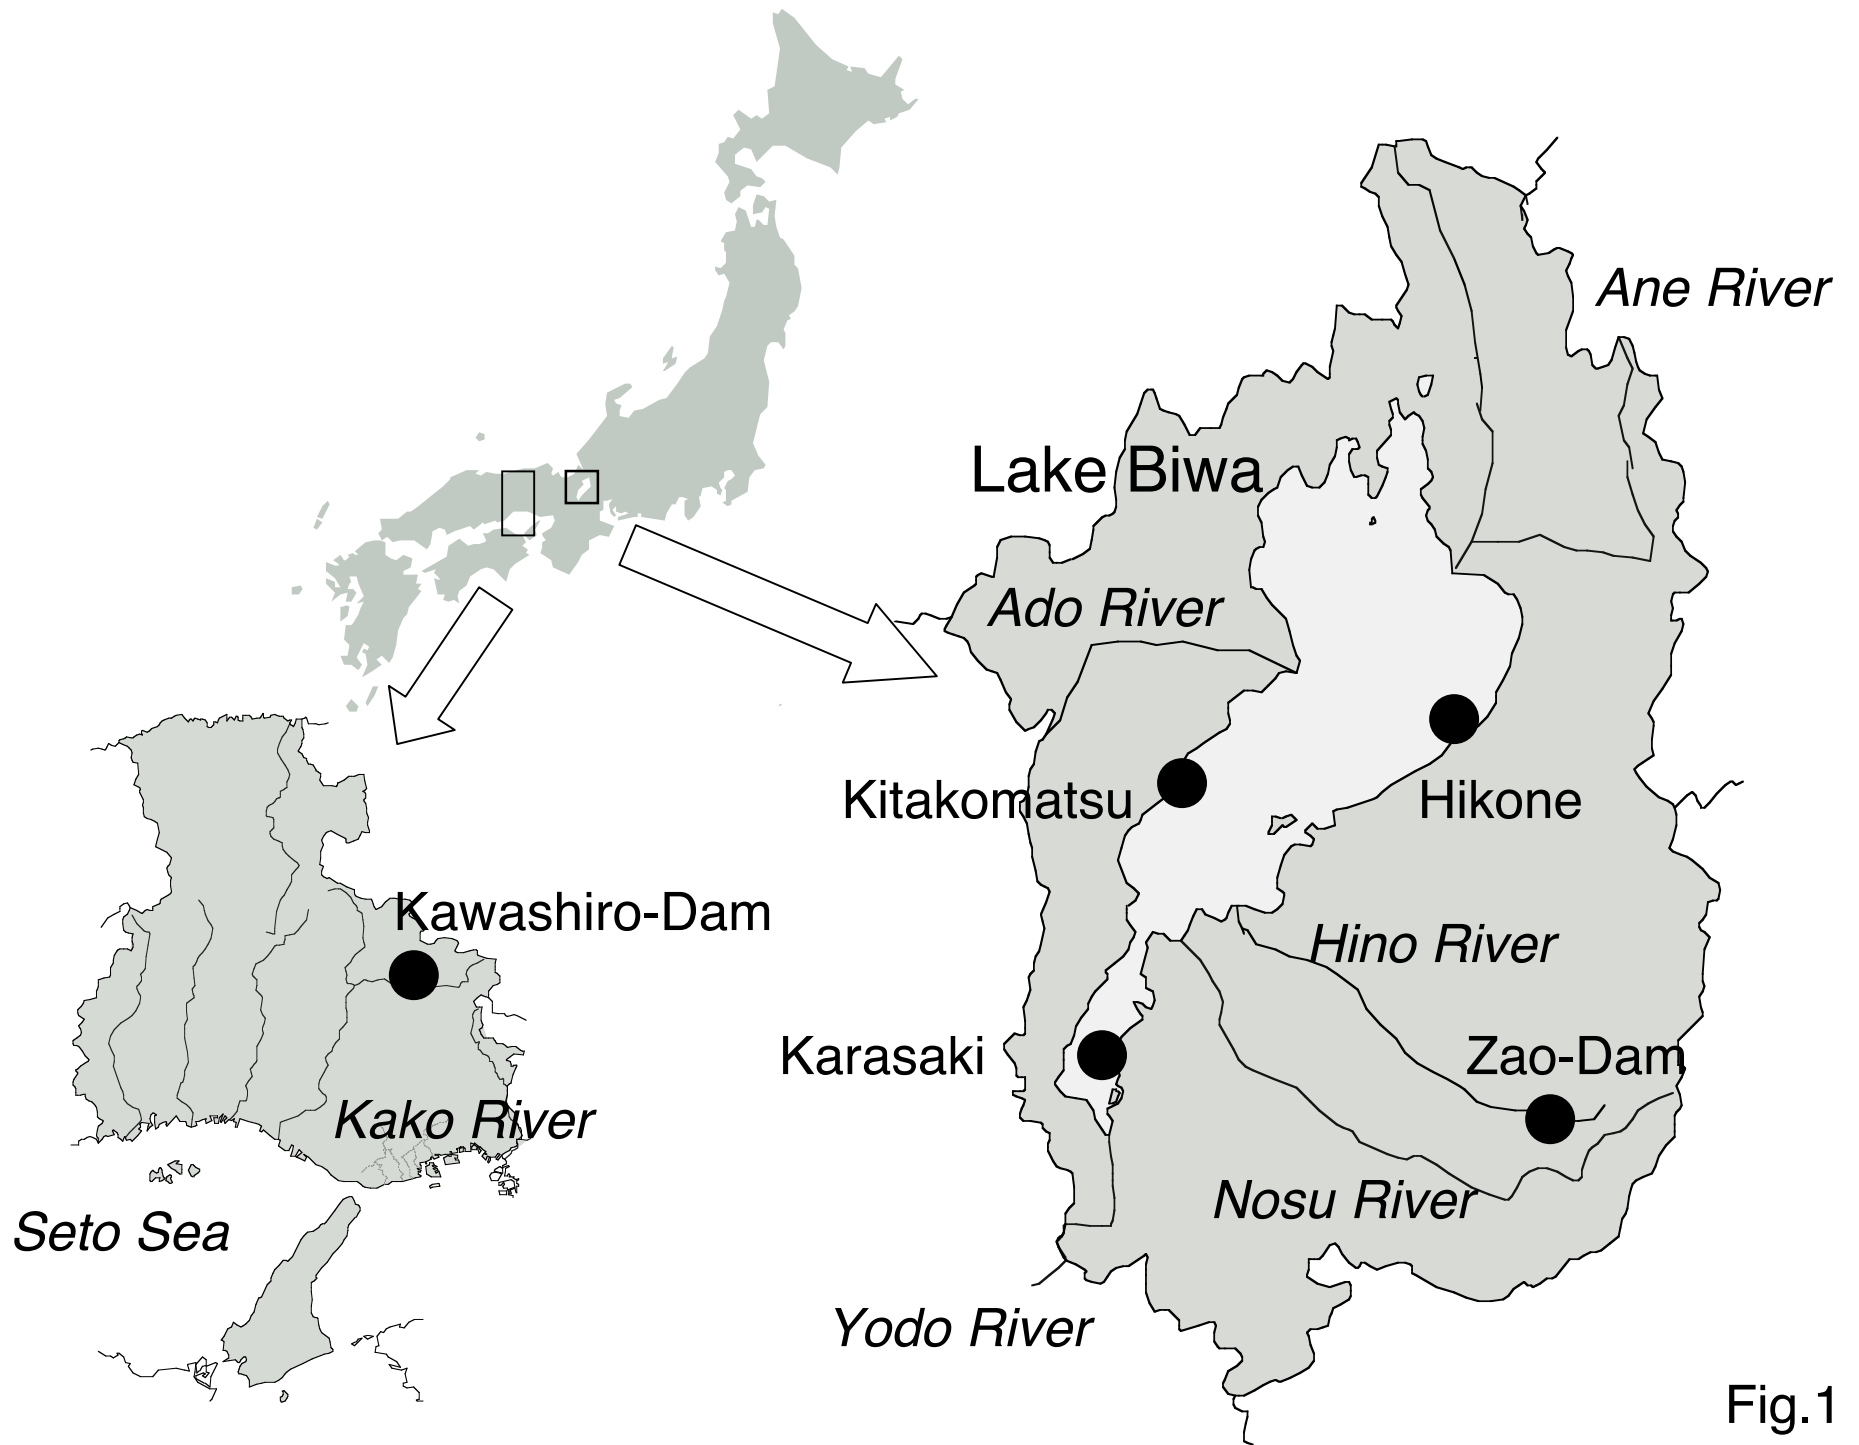 Ane River
Lake Biwa
Ado River
Kitakomatsu
Hikone
Kawashiro-Dam
Hino River
Karasaki
Zao-Dam
Kako River
Nosu River
Seto Sea
Yodo River
Fig.1